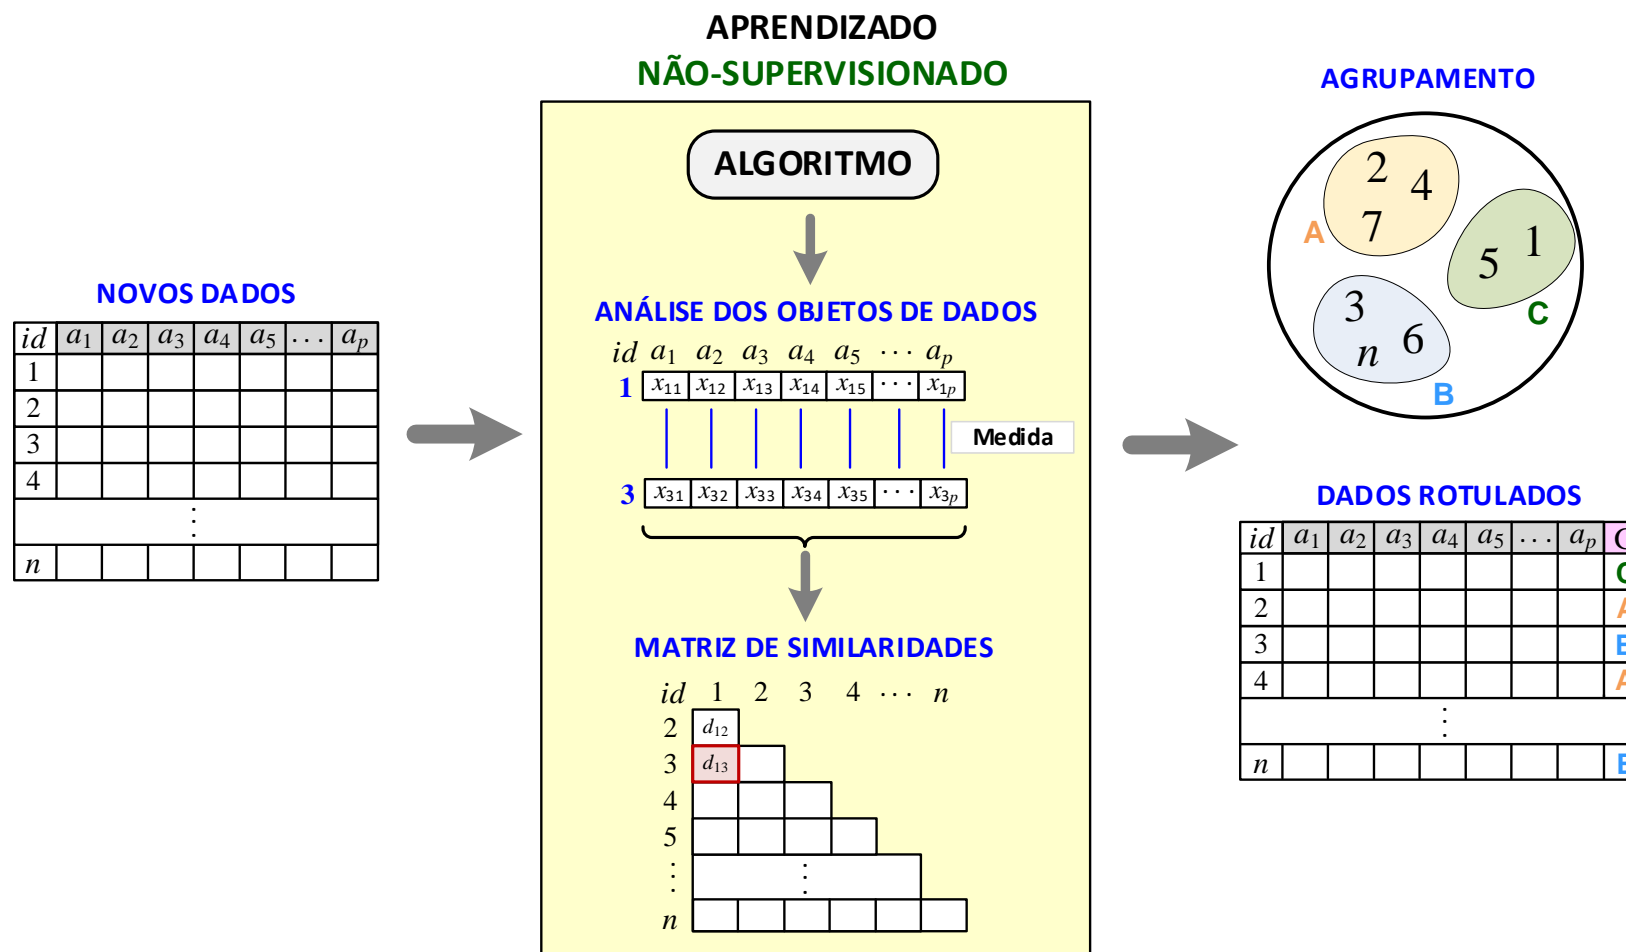 APRENDIZADO
NÃO-SUPERVISIONADO
NOVOS DADOS
id a1 a2 a3 a4 a5 ... ap
1
2
3
4
⋮
n
ALGORITMO
ANÁLISE DOS OBJETOS DE DADOS
id a1 a2 a3 a4 a5 ... ap
1 x11 x12 x13 x14 x15 ... x1p
Medida
3 x31 x32 x33 x34 x35 ... x3p
MATRIZ DE SIMILARIDADES
id 1 2 3 4 ... n
2 d12
3 d13
4
5
⋮ ⋮
n
AGRUPAMENTO
2 4
7
A
1
5
C
3
6
n
B
DADOS ROTULADOS
id a1 a2 a3 a4 a5 ... ap
1 C
2 A
3 B
4 A
⋮
n B